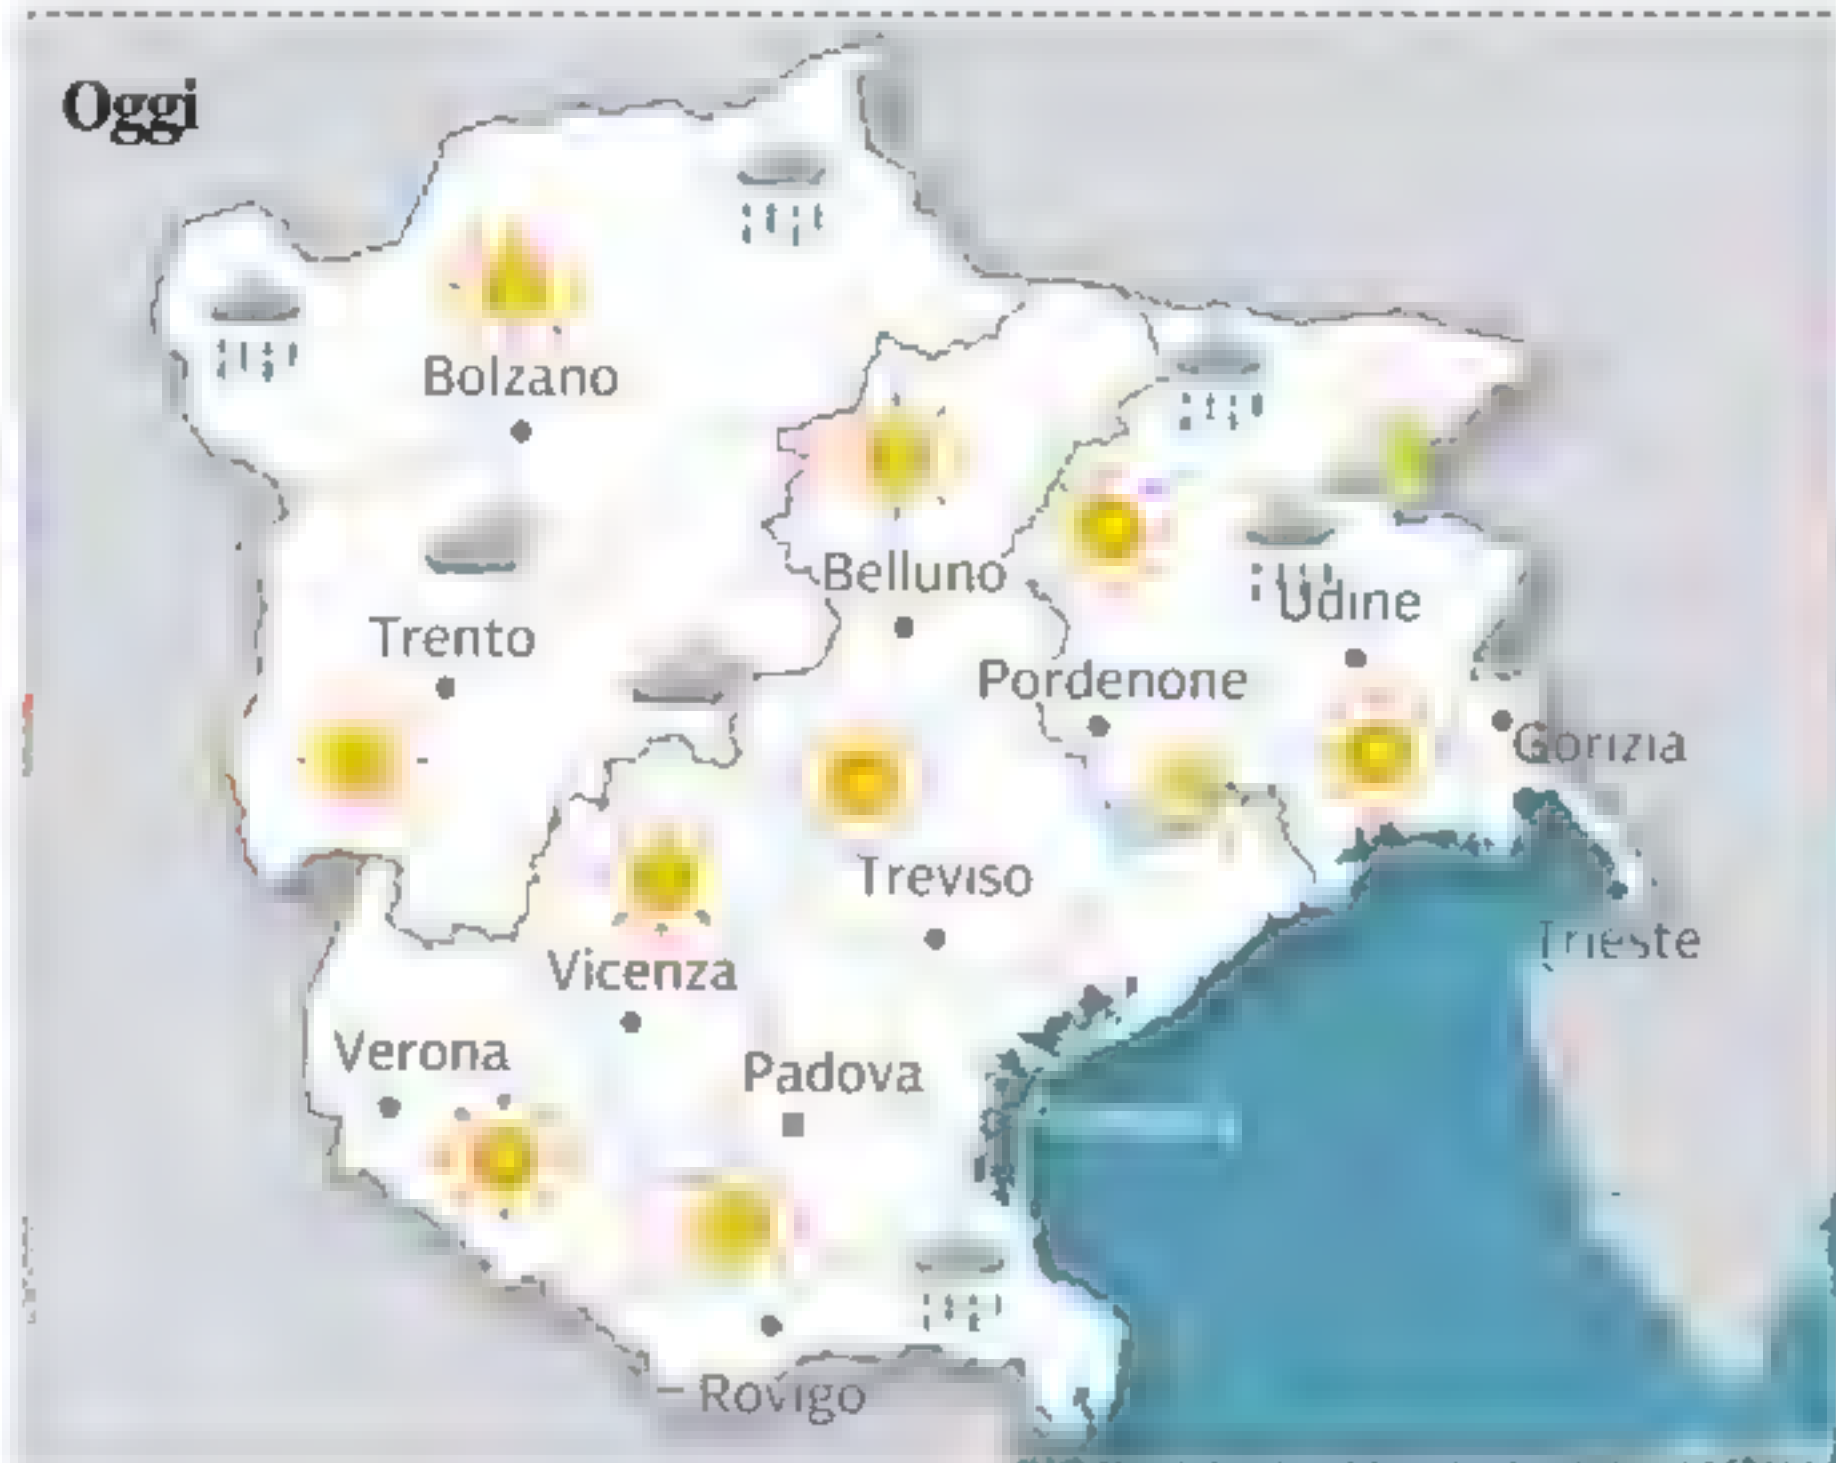 Oggi
Bolzano
Belluno
Udine
Trento
Pordenone
Gorizia
Treviso
Trieste
Vicenza
Verona
Padova
Rovigo